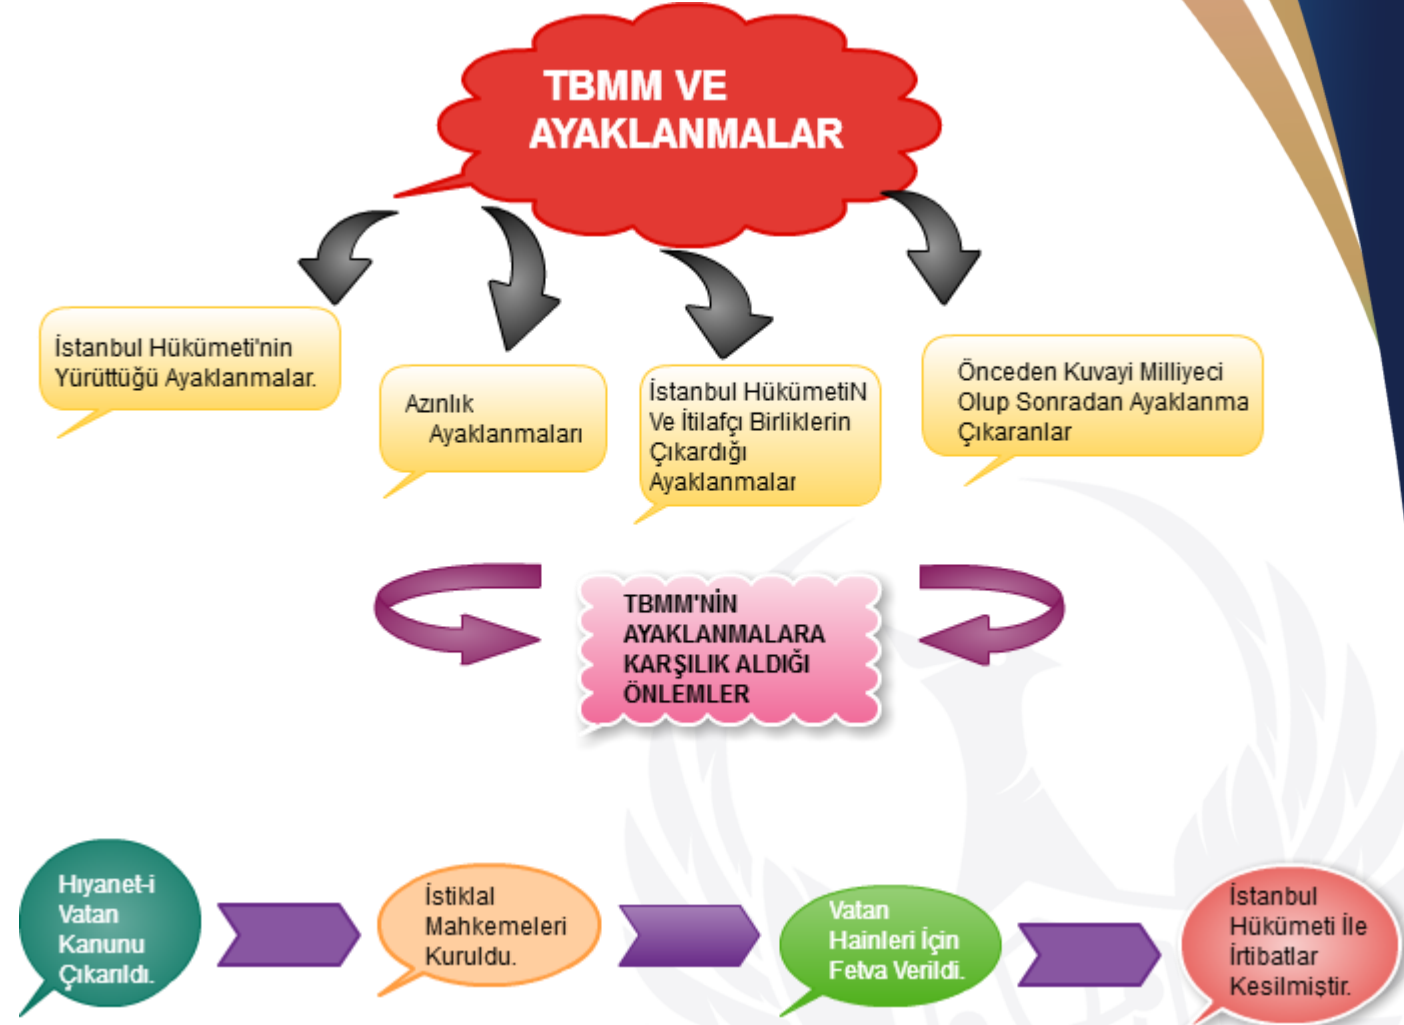 TBMM VE
AYAKLANMALAR
İstanbul Hükümeti'nin
Yürüttüğü Ayaklanmalar.
Azınlık
Ayaklanmaları
İstanbul HükümetiN
Ve İtilafçı Birliklerin
Çıkardığı
Ayaklanmalar
Önceden Kuvayi Milliyeci
Olup Sonradan Ayaklanma
Çıkaranlar
TBMM'NİN
AYAKLANMALARA
KARŞILIK ALDIĞI
ÖNLEMLER
Hıyanet-i
Vatan
Kanunu
Çıkarıldı.
İstiklal
Mahkemeleri
Kuruldu.
Vatan
Hainleri İçin
Fetva Verildi.
İstanbul
Hükümeti İle
İrtibatlar
Kesilmiştir.